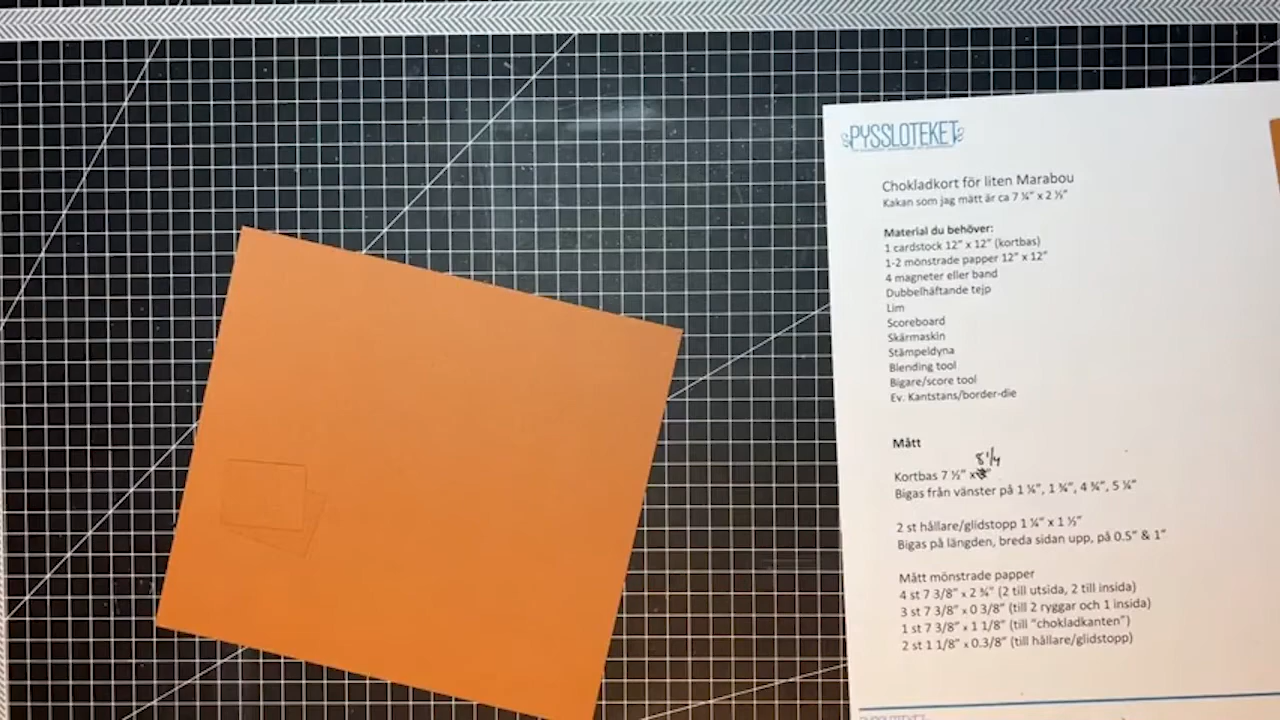 PYSSLOTEKET
Chokladkort för liten Marabou
Kakan som jag mätt är ca 7 ¼” x 2 ½”
Material du behöver:
1 cardstock 12” x 12” (kortbas)
1-2 mönstrade papper 12” x 12”
4 magneter eller band
Dubbelhäftande tejp
Lim
Scoreboard
Skärmaskin
Stämpeldyna
Blending tool
Bigare/score tool
Ev. Kantstans/border-die
Mått
8 1/4
Kortbas 7 ½” x
Bigas från vänster på 1 ¼”, 1 ¾”, 4 ¾”, 5 ¼”
2 st hållare/glidstopp 1 ¼” x 1 ½”
Bigas på längden, breda sidan upp, på 0.5” & 1”
Mått mönstrade papper
4 st 7 3/8” x 2 ¾” (2 till utsida, 2 till insida)
3 st 7 3/8” x 0 3/8” (till 2 ryggar och 1 insida)
1 st 7 3/8” x 1 1/8” (till ”chokladkanten”)
2 st 1 1/8” x 0.3/8” (till hållare/glidstopp)
PYSSLOTEKET